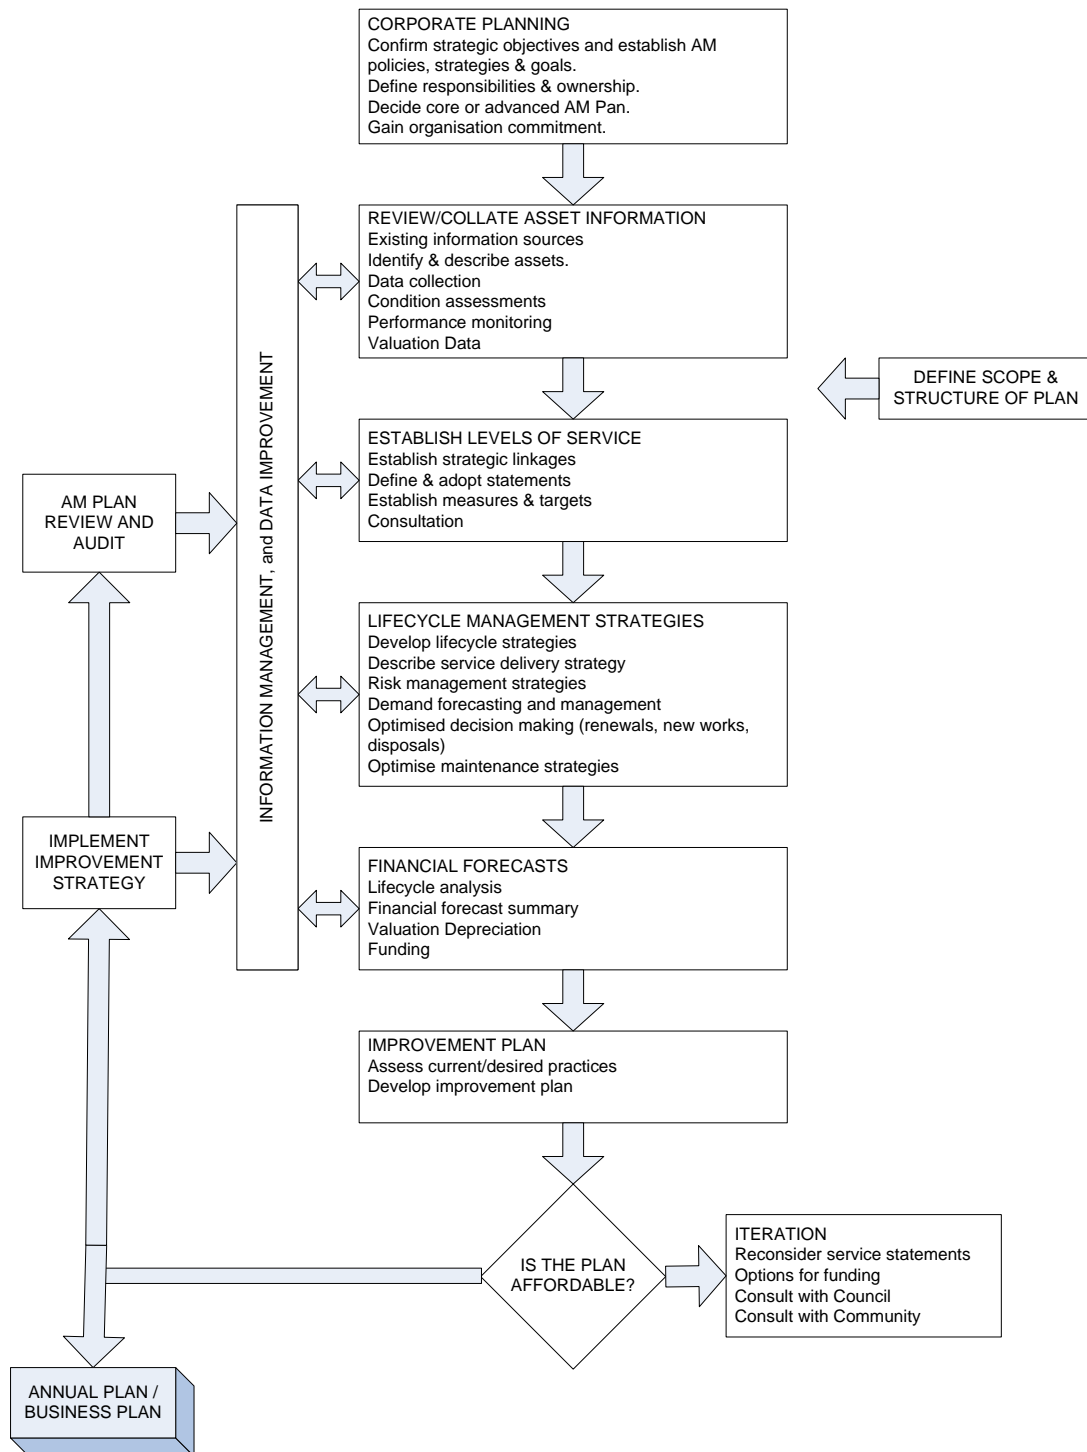 CORPORATE PLANNING
Confirm strategic objectives and establish AM
policies, strategies & goals.
Define responsibilities & ownership.
Decide core or advanced AM Pan.
Gain organisation commitment.
REVIEW/COLLATE ASSET INFORMATION
Existing information sources
Identify & describe assets.
Data collection
Condition assessments
Performance monitoring
Valuation Data
INFORMATION MANAGEMENT, and DATA IMPROVEMENT
DEFINE SCOPE &
STRUCTURE OF PLAN
ESTABLISH LEVELS OF SERVICE
Establish strategic linkages
Define & adopt statements
Establish measures & targets
Consultation
AM PLAN
REVIEW AND
AUDIT
LIFECYCLE MANAGEMENT STRATEGIES
Develop lifecycle strategies
Describe service delivery strategy
Risk management strategies
Demand forecasting and management
Optimised decision making (renewals, new works,
disposals)
Optimise maintenance strategies
IMPLEMENT
IMPROVEMENT
STRATEGY
FINANCIAL FORECASTS
Lifecycle analysis
Financial forecast summary
Valuation Depreciation
Funding
IMPROVEMENT PLAN
Assess current/desired practices
Develop improvement plan
IS THE PLAN
AFFORDABLE?
ITERATION
Reconsider service statements
Options for funding
Consult with Council
Consult with Community
ANNUAL PLAN /
BUSINESS PLAN